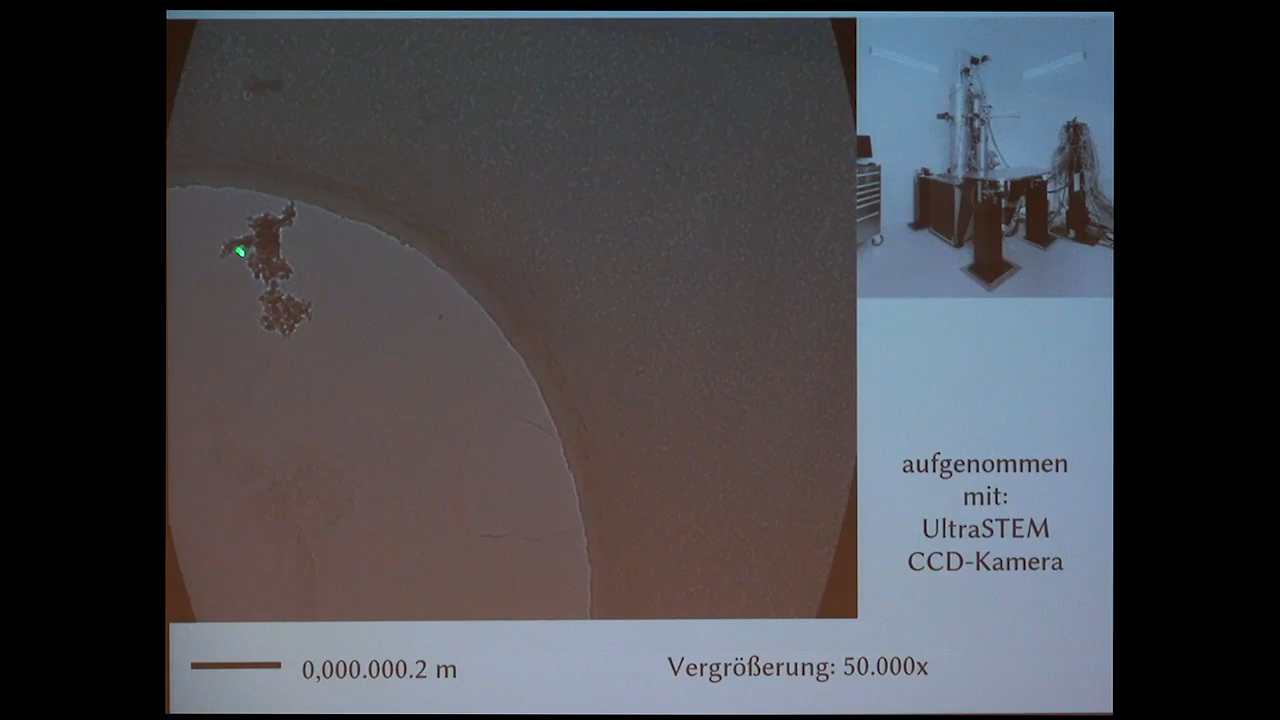 aufgenommen
mit:
UltraSTEM
CCD-Kamera
0,000.000.2 m
Vergrößerung: 50.000x